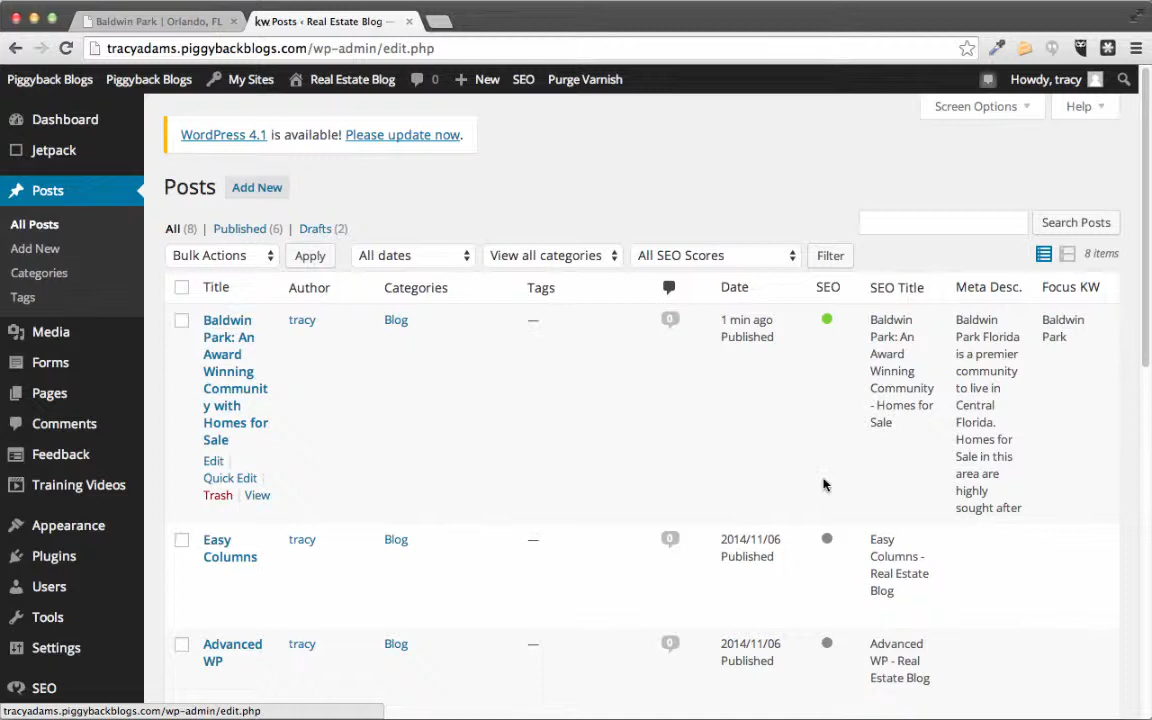 Baldwin Park | Orlando, FL
kw Posts ‹ Real Estate Blog —
tracyadams.piggybackblogs.com/wp-admin/edit.php
Piggyback Blogs Piggyback Blogs My Sites Real Estate Blog 0 New SEO Purge Varnish Howdy, tracy
Screen Options Help
Dashboard
Jetpack
Posts
All Posts
Add New
Categories
Tags
Media
Forms
Pages
Comments
Feedback
Training Videos
Appearance
Plugins
Users
Tools
Settings
SEO
WordPress 4.1 is available! Please update now.
Posts Add New
All (8) | Published (6) | Drafts (2)
Search Posts
Bulk Actions Apply All dates View all categories All SEO Scores Filter 8 items
Title Author Categories Tags Date SEO SEO Title Meta Desc. Focus KW
Baldwin
Park: An
Award
Winning
Communit
y with
Homes for
Sale
Edit |
Quick Edit |
Trash | View
tracy
Blog
—
0
1 min ago
Published
Baldwin
Park: An
Award
Winning
Community
- Homes for
Sale
Baldwin
Park Florida
is a premier
community
to live in
Central
Florida.
Homes for
Sale in this
area are
highly
sought after
Baldwin
Park
Easy
Columns
tracy
Blog
—
0
2014/11/06
Published
Easy
Columns -
Real Estate
Blog
Advanced
WP
tracy
Blog
—
0
2014/11/06
Published
Advanced
WP - Real
Estate Blog
tracyadams.piggybackblogs.com/wp-admin/edit.php